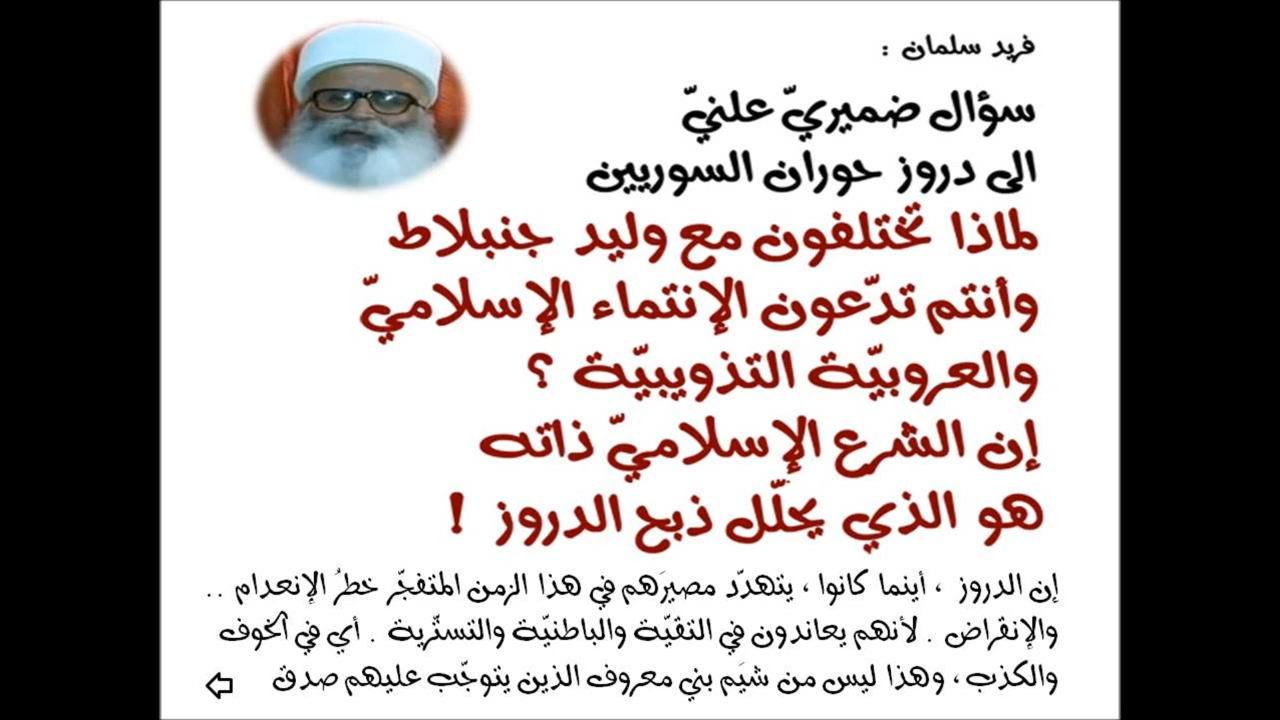 فريد سلمان :
سؤال ضميريّ علنيّ
الى دروز حوران السوريين
لماذا تختلفون مع وليد جنبلاط
وأنتم تدّعون الإنتماء الإسلاميّ
والعروبيّة التذويبيّة ؟
إن الشرع الإسلاميّ ذاته
هو الذي يحلّل ذبح الدروز !
إن الدروز ، أينما كانوا ، يتهدّد مصيرَهم في هذا الزمن المتفجّر خطرُ الإنعدام ..
والإنقراض . لأنهم يعاندون في التقيّة والباطنيّة والتستّرية . أي في الخوف
والكذب ، وهذا ليس من شيَم بني معروف الذين يتوجّب عليهم صدق